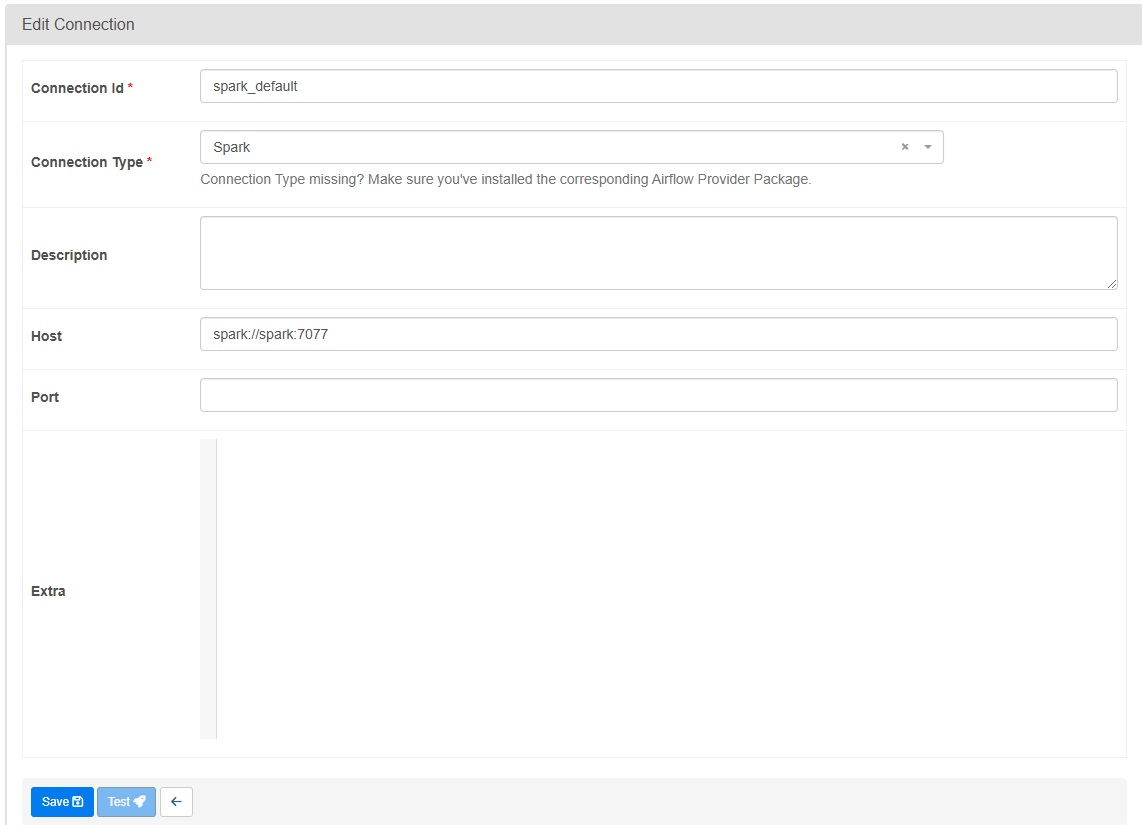 Edit Connection
Connection Id *
spark_default
Connection Type *
Spark
Connection Type missing? Make sure you've installed the corresponding Airflow Provider Package.
Description
Host
spark://spark:7077
Port
Extra
Save
Test